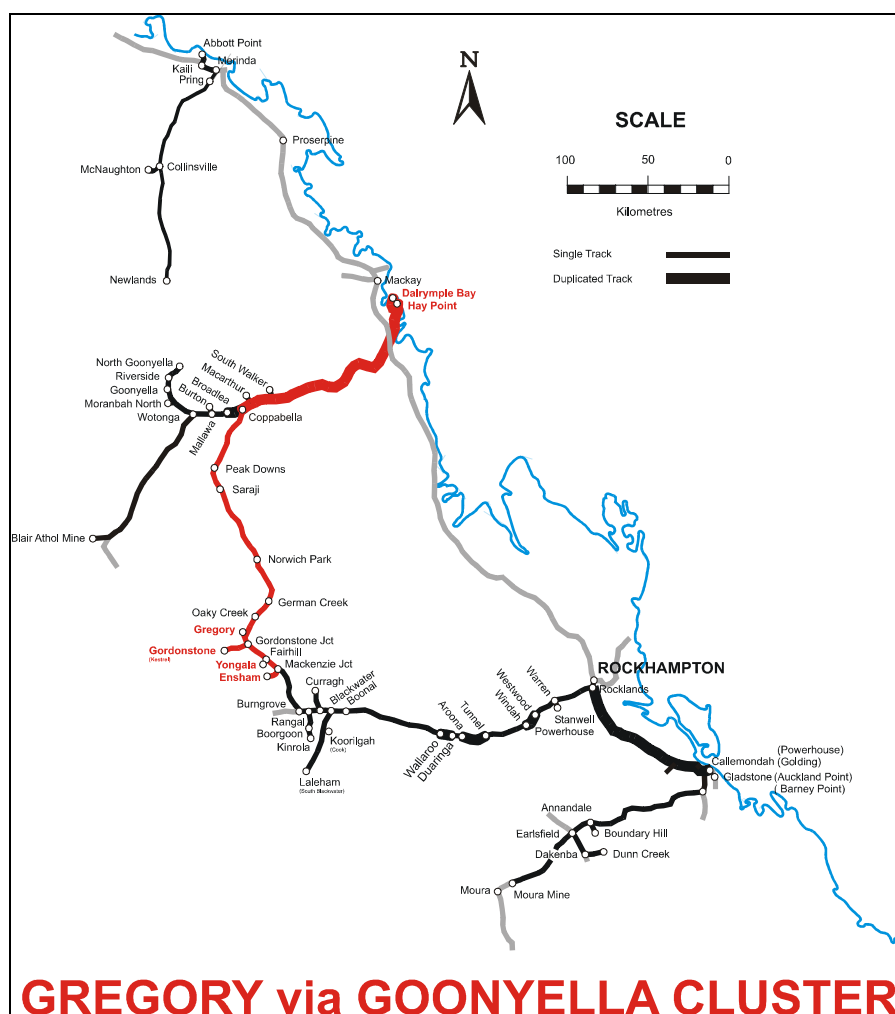 Abbott Point
Kaili
Merinda
Pring
N
SCALE
100
50
0
Kilometres
Proserpine
McNaughton
Collinsville
Single Track
Duplicated Track
Newlands
Mackay
Dalrymple Bay
Hay Point
North Goonyella
Riverside
Goonyella
Moranbah North
Wotonga
South Walker
Macarthur
Broadlea
Burton
Mallawa
Coppabella
Peak Downs
Saraji
Blair Athol Mine
Norwich Park
German Creek
Oaky Creek
Gregory
Gordonstone Jct
Gordonstone
(Kestrel)
Fairhill
Yongala
Mackenzie Jct
Ensham
Curragh
Blackwater
Boonal
Burngrove
Rangal
Boorgoon
Kinrola
Koorilgah
(Cook)
Laleham
(South Blackwater)
Wallaroo
Duaringa
Aroona
Tunnel
Windah
Westwood
Warren
Stanwell
Powerhouse
ROCKHAMPTON
Rocklands
Callemondah
(Powerhouse)
(Golding)
Gladstone
(Auckland Point)
( Barney Point)
Annandale
Earlsfield
Boundary Hill
Dakenba
Dunn Creek
Moura
Moura Mine
GREGORY via GOONYELLA CLUSTER